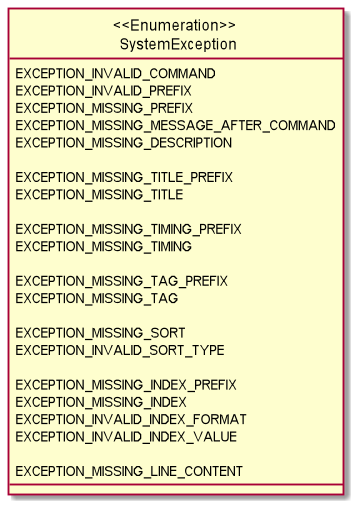 <<Enumeration>>
SystemException
EXCEPTION_INVALID_COMMAND
EXCEPTION_INVALID_PREFIX
EXCEPTION_MISSING_PREFIX
EXCEPTION_MISSING_MESSAGE_AFTER_COMMAND
EXCEPTION_MISSING_DESCRIPTION
EXCEPTION_MISSING_TITLE_PREFIX
EXCEPTION_MISSING_TITLE
EXCEPTION_MISSING_TIMING_PREFIX
EXCEPTION_MISSING_TIMING
EXCEPTION_MISSING_TAG_PREFIX
EXCEPTION_MISSING_TAG
EXCEPTION_MISSING_SORT
EXCEPTION_INVALID_SORT_TYPE
EXCEPTION_MISSING_INDEX_PREFIX
EXCEPTION_MISSING_INDEX
EXCEPTION_INVALID_INDEX_FORMAT
EXCEPTION_INVALID_INDEX_VALUE
EXCEPTION_MISSING_LINE_CONTENT